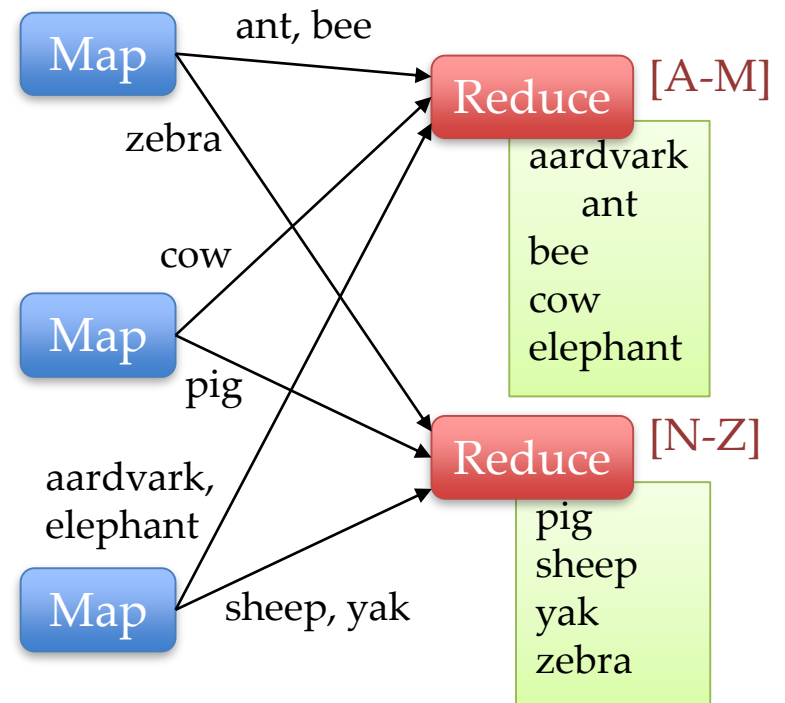 Map
ant, bee
Reduce
[A-M]
zebra
aardvark
ant
bee
cow
elephant
cow
Map
pig
Reduce
[N-Z]
aardvark,
elephant
pig
sheep
yak
zebra
Map
sheep, yak